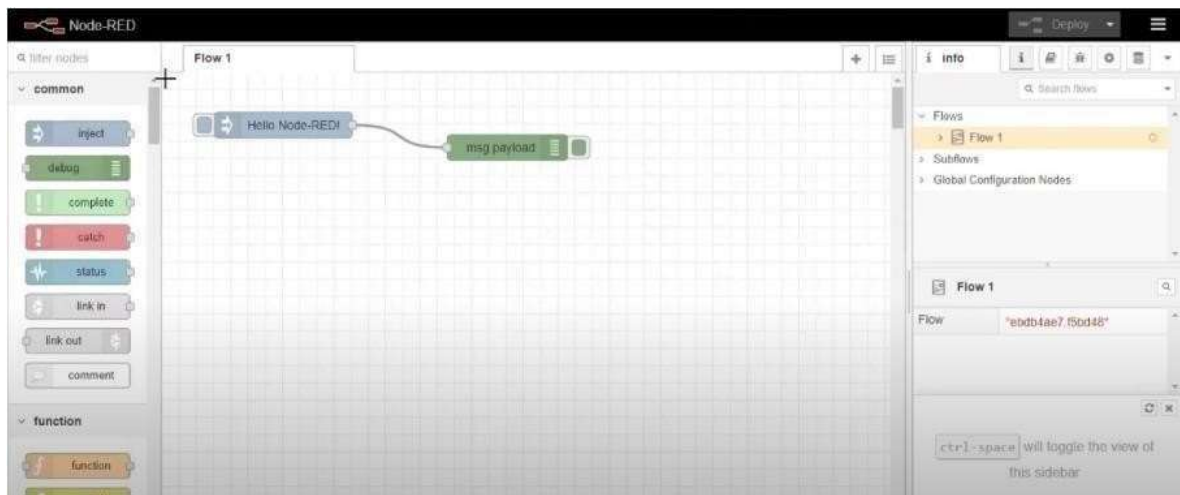 Node-RED
Deploy
filter nodes
Flow 1
i info
i
Search flows
common
Flows
inject
Hello Node-RED!
Flow 1
debug
msg payload
Subflows
complete
Global Configuration Nodes
catch
status
link in
Flow 1
link out
Flow "ebdb4ae7.f5bd48"
comment
function
ctrl-space will toggle the view of
this sidebar
function